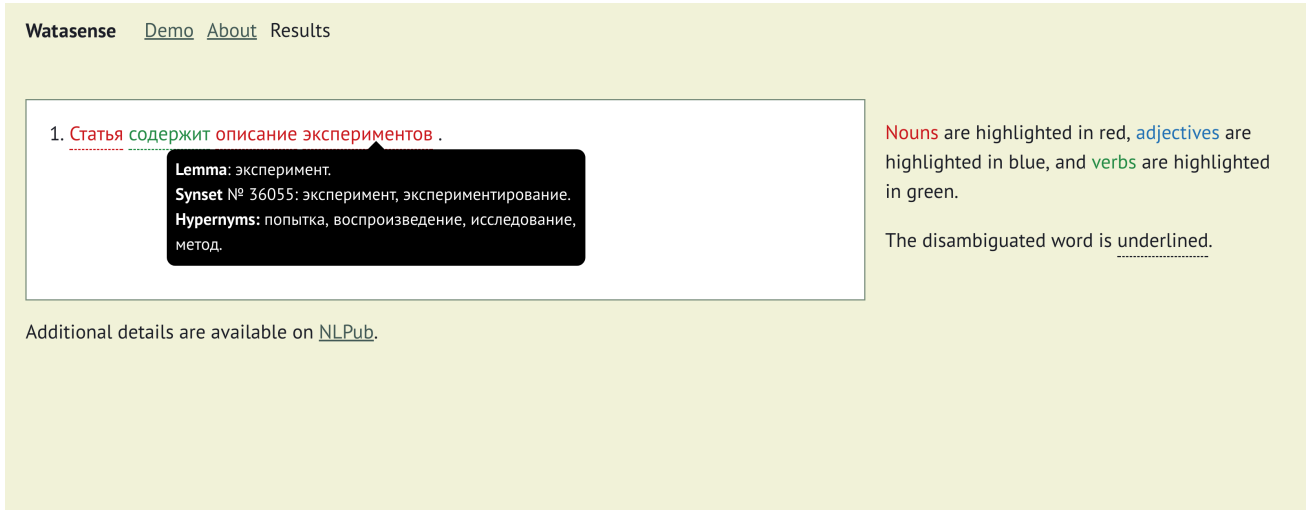 Watasense Demo About Results
1. Статья содержит описание экспериментов .
Lemma: эксперимент.
Synset № 36055: эксперимент, экспериментирование.
Hypernyms: попытка, воспроизведение, исследование,
метод.
Nouns are highlighted in red, adjectives are
highlighted in blue, and verbs are highlighted
in green.
The disambiguated word is underlined.
Additional details are available on NLPub.